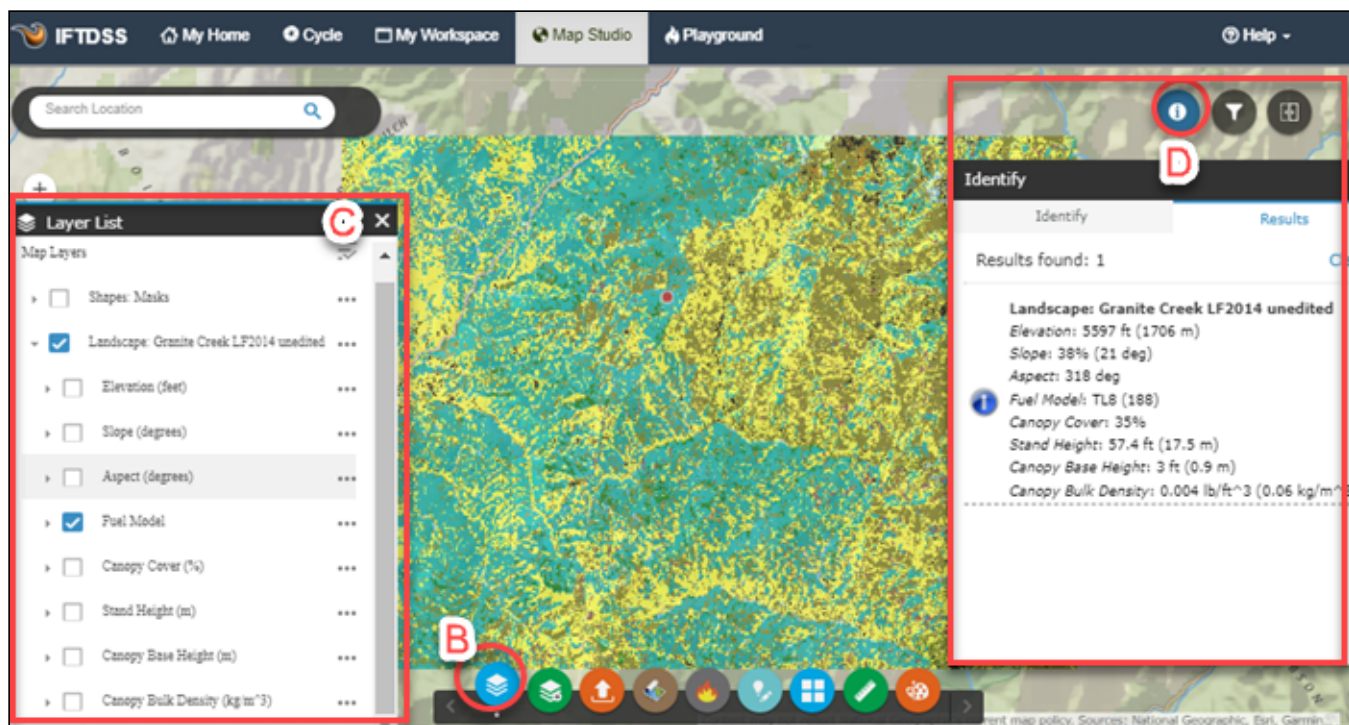 IFTDSS My Home Cycle My Workspace Map Studio Playground Help
Search Location
D
Identify
Identify Results
Results found: 1
Landscape: Granite Creek LF2014 unedited
Elevation: 5597 ft (1706 m)
Slope: 38% (21 deg)
Aspect: 318 deg
Fuel Model: TL8 (188)
Canopy Cover: 35%
Stand Height: 57.4 ft (17.5 m)
Canopy Base Height: 3 ft (0.9 m)
Canopy Bulk Density: 0.004 lb/ft^3 (0.06 kg/m^3
Layer List
C
Map Layers
Shapes: Masks
Landscape: Granite Creek LF2014 unedited
Elevation (feet)
Slope (degrees)
Aspect (degrees)
Fuel Model
Canopy Cover (%)
Stand Height (m)
Canopy Base Height (m)
Canopy Bulk Density (kg/m^3)
B
map policy. Sources: National Geographic, Esri, Garmin,